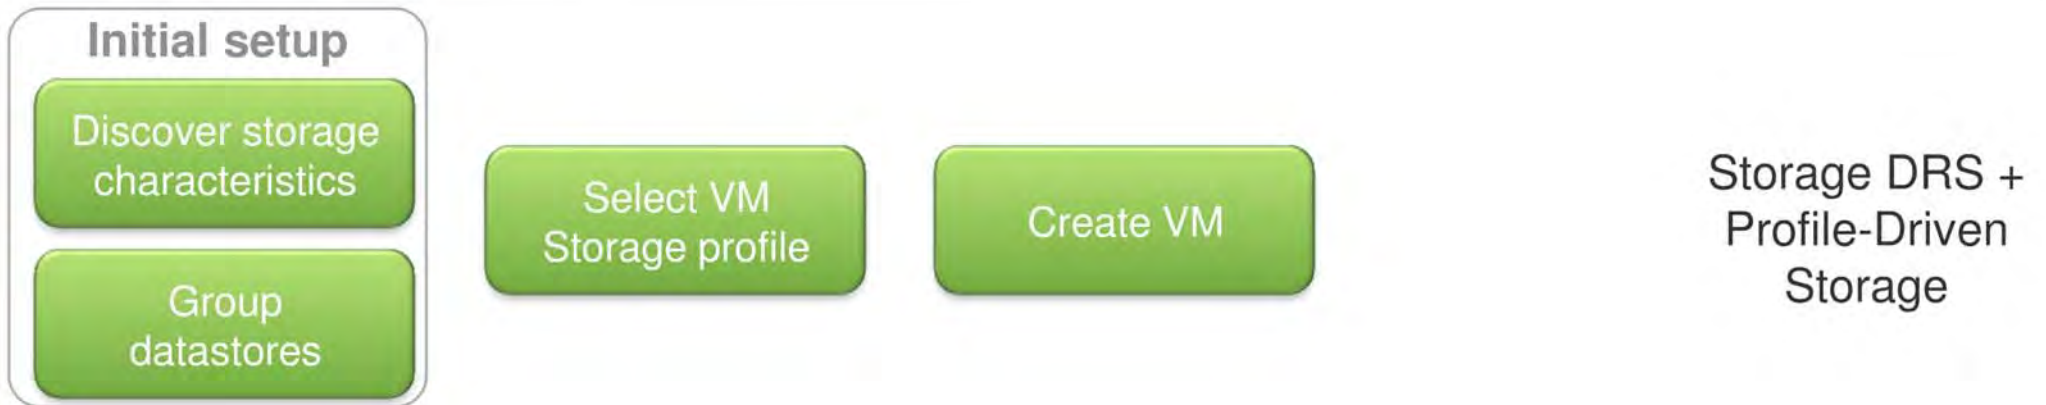 Initial setup
Discover storage
characteristics
Group
datastores
Select VM
Storage profile
Create VM
Storage DRS +
Profile-Driven
Storage